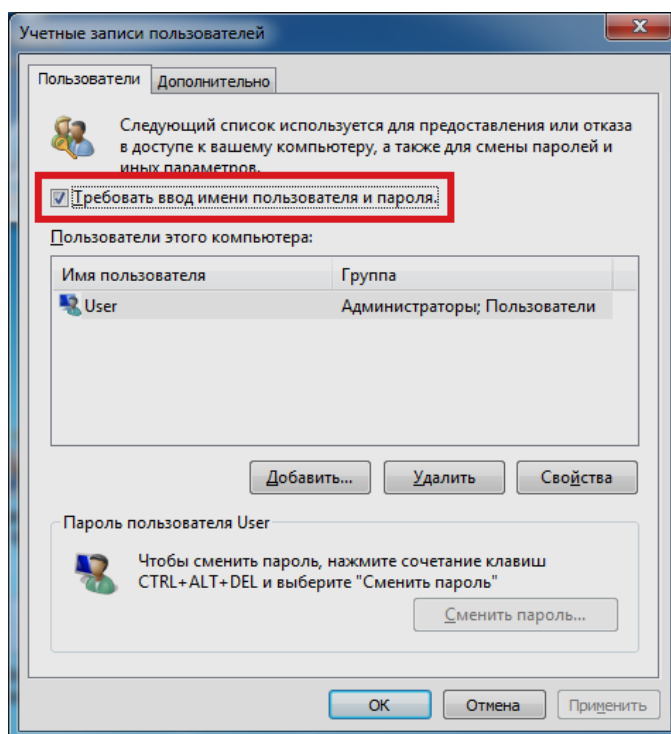 Учетные записи пользователей
Пользователи
Дополнительно
Следующий список используется для предоставления или отказа
в доступе к вашему компьютеру, а также для смены паролей и
иных параметров.
Требовать ввод имени пользователя и пароля.
Пользователи этого компьютера:
Имя пользователя Группа
User Администраторы; Пользователи
Добавить... Удалить Свойства
Пароль пользователя User
Чтобы сменить пароль, нажмите сочетание клавиш
CTRL+ALT+DEL и выберите "Сменить пароль"
Сменить пароль...
ОК Отмена Применить